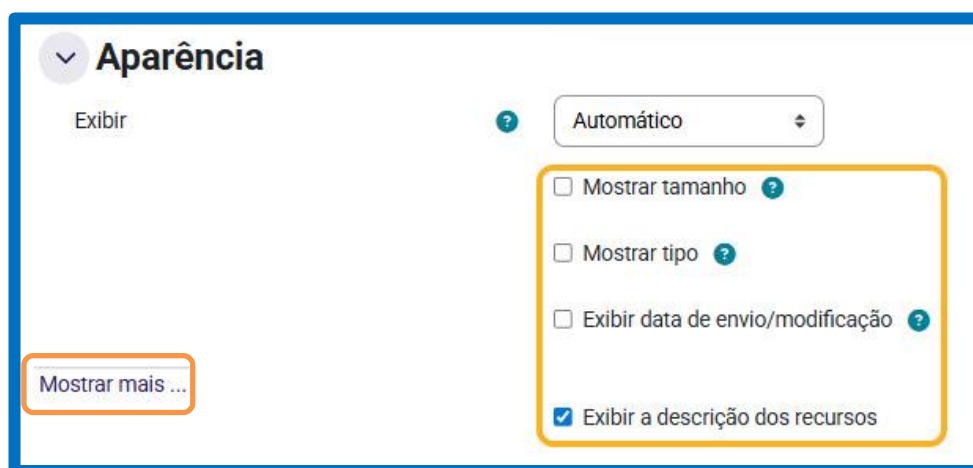 Aparência
Exibir ? Automático
Mostrar tamanho ?
Mostrar tipo ?
Exibir data de envio/modificação ?
Mostrar mais ...
Exibir a descrição dos recursos